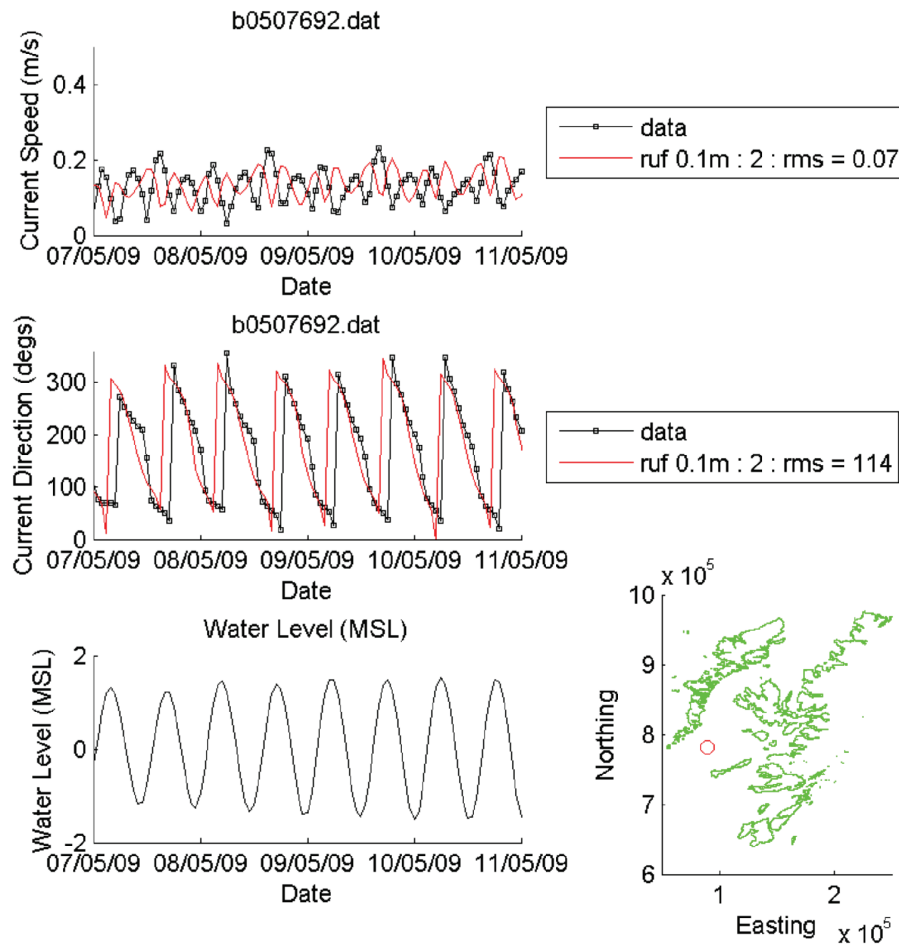 b0507692.dat
Current Speed (m/s)
0.4
0.2
0
07/05/09 08/05/09 09/05/09 10/05/09 11/05/09
Date
data
ruf 0.1m : 2 : rms = 0.07
b0507692.dat
Current Direction (degs)
300
200
100
0
07/05/09 08/05/09 09/05/09 10/05/09 11/05/09
Date
data
ruf 0.1m : 2 : rms = 114
Water Level (MSL)
Water Level (MSL)
2
0
-2
07/05/09 08/05/09 09/05/09 10/05/09 11/05/09
Date
x 10^5
Northing
10
9
8
7
6
1 2
Easting
x 10^5